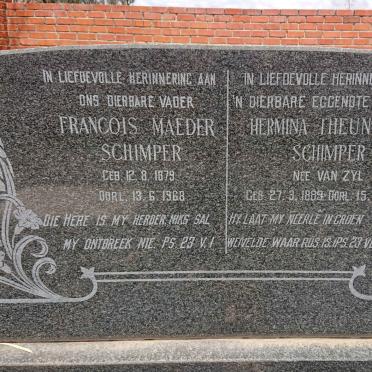 IN LIEFDEVOLLE HERINNERING AAN
ONS DIERBARE VADER
FRANCOIS MAEDER
SCHIMPER
GEB. 12. 8. 1879
OORL. 13. 6. 1968
DIE HERE IS MY HERDER, NIKS SAL
MY ONTBREEK NIE. PS. 23 V. 1
IN LIEFDEVOLLE HERINNE
'N DIERBARE EGGENOTE
HERMINA THEUN
SCHIMPER
NEE VAN ZYL
GEB. 27. 3. 1889 - OORL. 15.
HY LAAT MY NEERLE IN GROEN
WEIVELDE WAAR RUS IS. PS. 23 V.